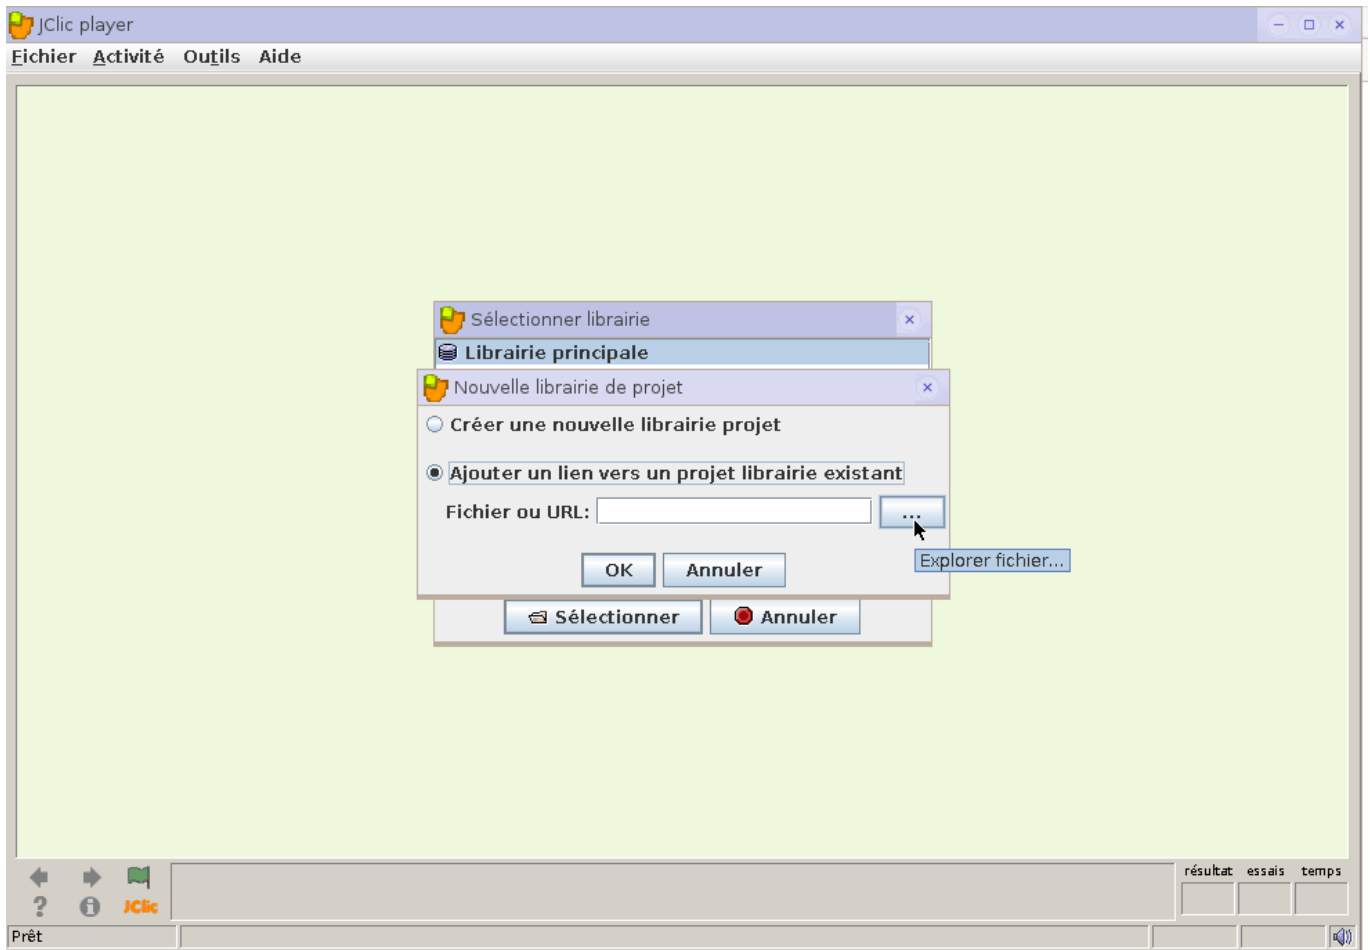 JClic player
Fichier Activité Outils Aide
Sélectionner librairie
Librairie principale
Nouvelle librairie de projet
Créer une nouvelle librairie projet
Ajouter un lien vers un projet librairie existant
Fichier ou URL: ...
Explorer fichier...
OK Annuler
Sélectionner Annuler
résultat essais temps
? i JClic
Prêt